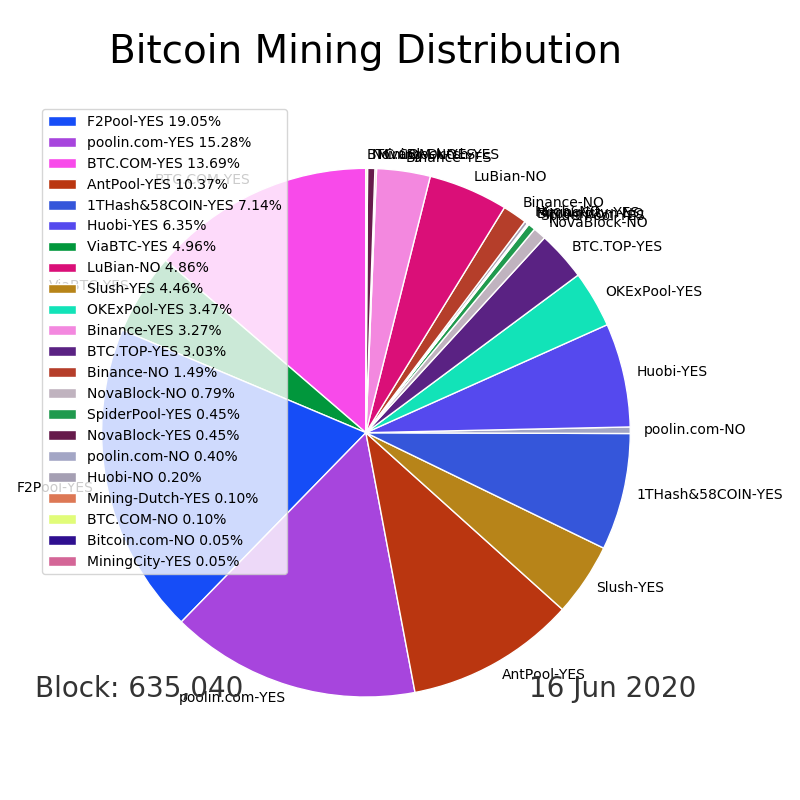 Bitcoin Mining Distribution
F2Pool-YES 19.05%
poolin.com-YES 15.28%
BTC.COM-YES 13.69%
AntPool-YES 10.37%
1THash&58COIN-YES 7.14%
Huobi-YES 6.35%
ViaBTC-YES 4.96%
LuBian-NO 4.86%
Slush-YES 4.46%
OKExPool-YES 3.47%
Binance-YES 3.27%
BTC.TOP-YES 3.03%
Binance-NO 1.49%
NovaBlock-NO 0.79%
SpiderPool-YES 0.45%
NovaBlock-YES 0.45%
poolin.com-NO 0.40%
Huobi-NO 0.20%
Mining-Dutch-YES 0.10%
BTC.COM-NO 0.10%
Bitcoin.com-NO 0.05%
MiningCity-YES 0.05%
BTC.COM-YES
ViaBTC-YES
F2Pool-YES
poolin.com-YES
AntPool-YES
Slush-YES
1THash&58COIN-YES
poolin.com-NO
Huobi-YES
OKExPool-YES
BTC.TOP-YES
NovaBlock-NO
Binance-NO
LuBian-NO
Binance-YES
Block: 635,040
16 Jun 2020